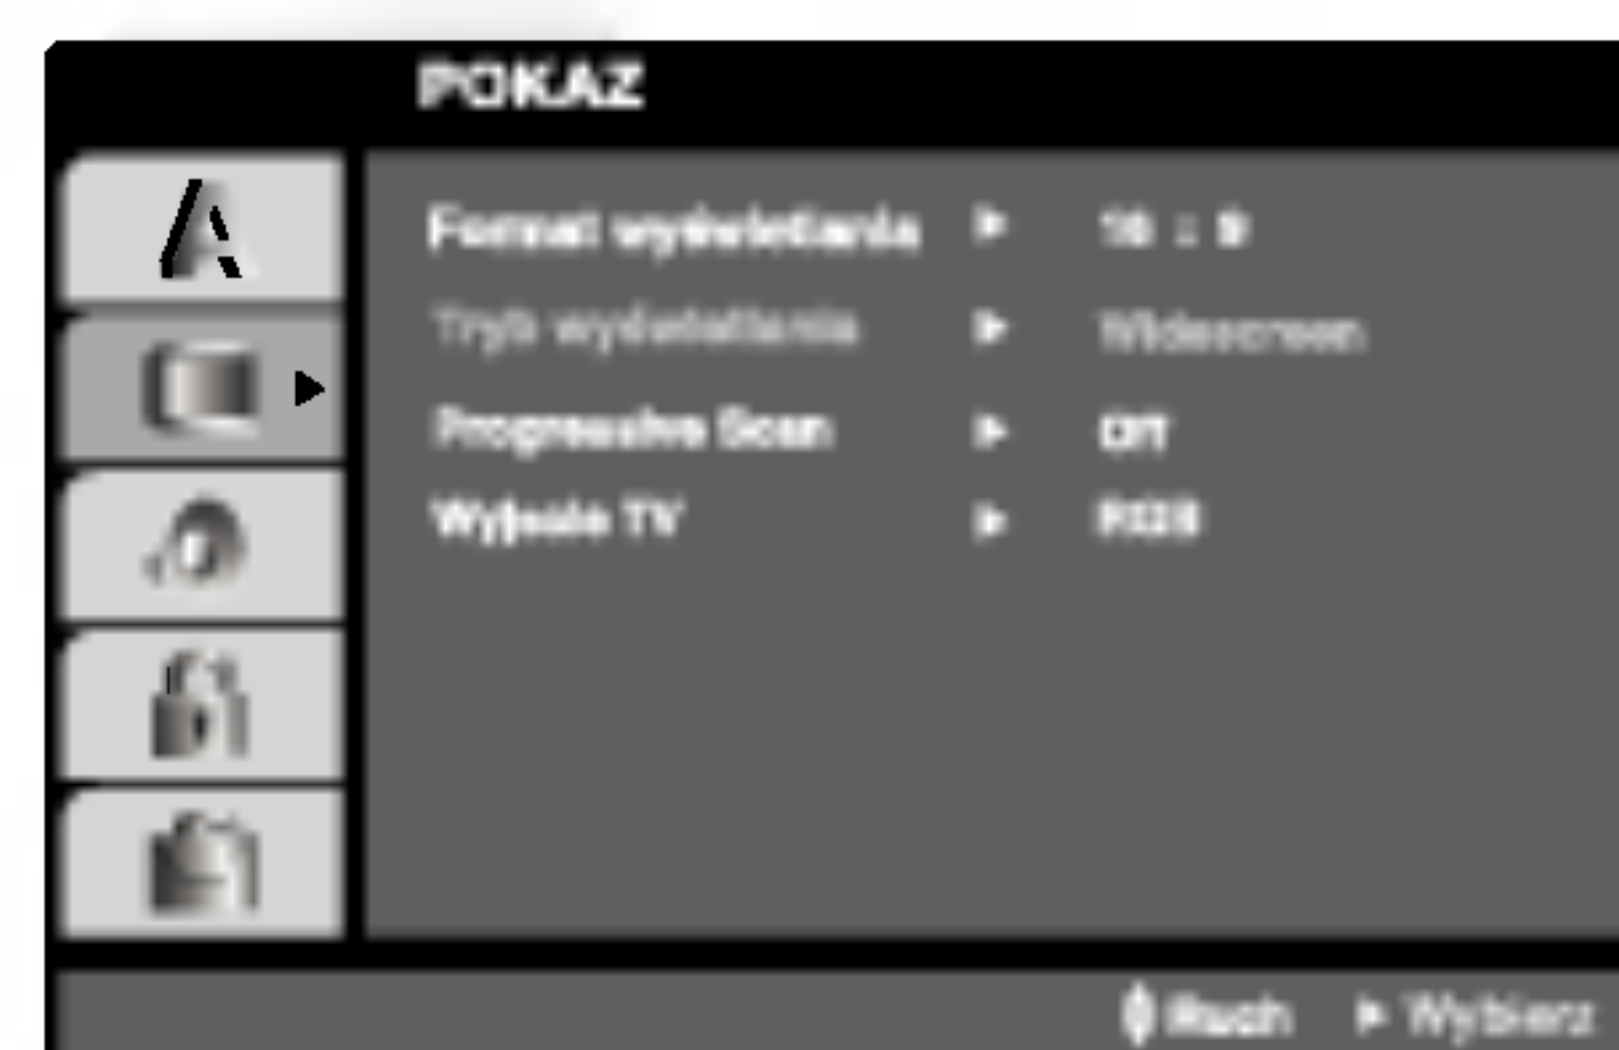 POKAZ
Format wyświetlania ► 16 : 9
Tryb wyświetlania ► Widescreen
Progressive Scan ► Off
Wyjście TV ► RGB
Ruch ► Wybierz